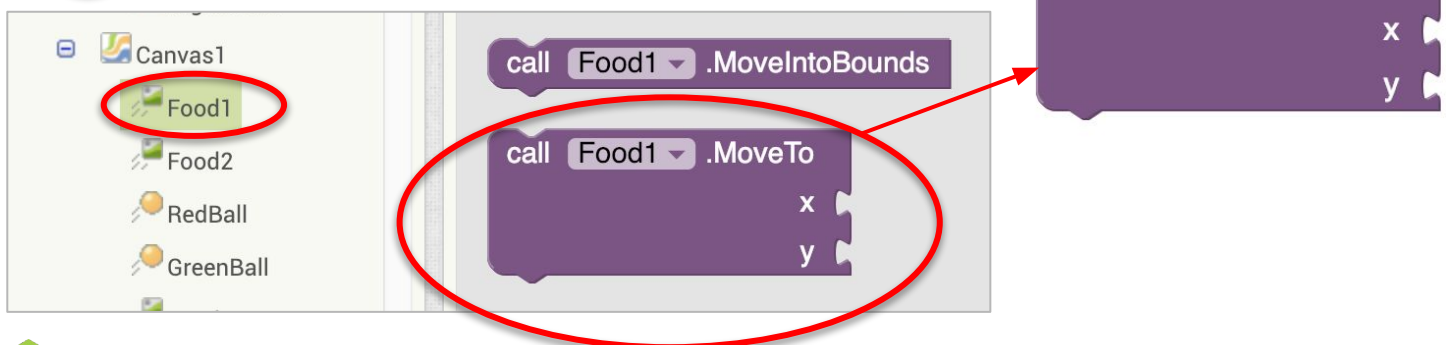 Canvas1
Food1
Food2
RedBall
GreenBall
call Food1 .MoveIntoBounds
call Food1 .MoveTo
x
y
x
y